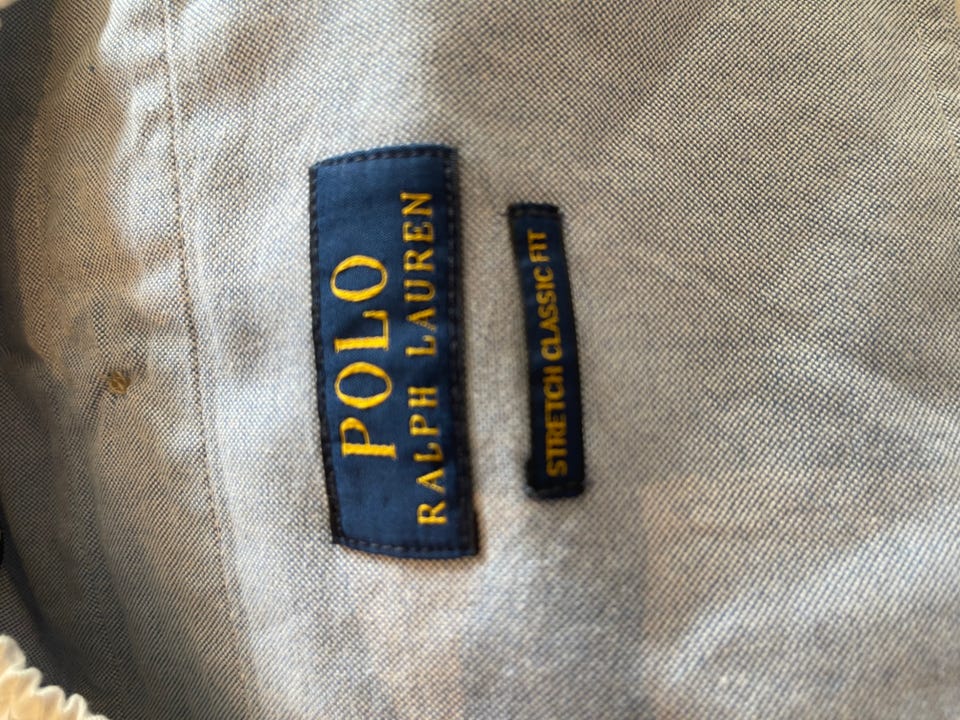 POLO
RALPH LAUREN
STRETCH CLASSIC FIT